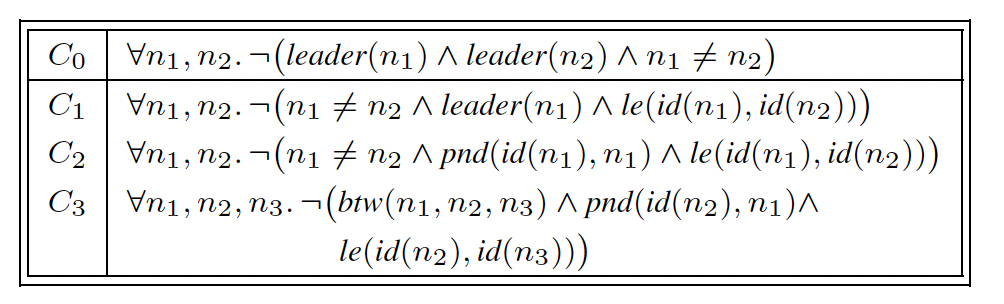 C₀ ∀n₁, n₂. ¬(leader(n₁) ∧ leader(n₂) ∧ n₁ ≠ n₂)
C₁ ∀n₁, n₂. ¬(n₁ ≠ n₂ ∧ leader(n₁) ∧ le(id(n₁), id(n₂)))
C₂ ∀n₁, n₂. ¬(n₁ ≠ n₂ ∧ pnd(id(n₁), n₁) ∧ le(id(n₁), id(n₂)))
C₃ ∀n₁, n₂, n₃. ¬(btw(n₁, n₂, n₃) ∧ pnd(id(n₂), n₁)∧
le(id(n₂), id(n₃)))